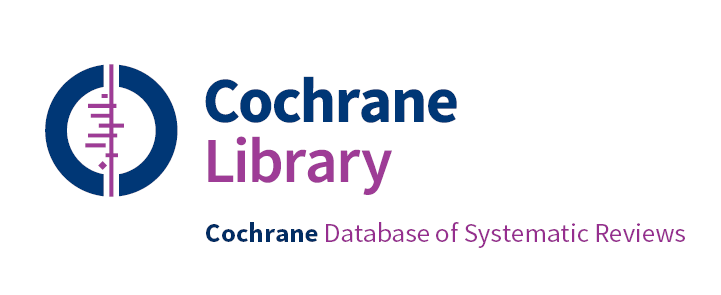 Cochrane
Library
Cochrane Database of Systematic Reviews